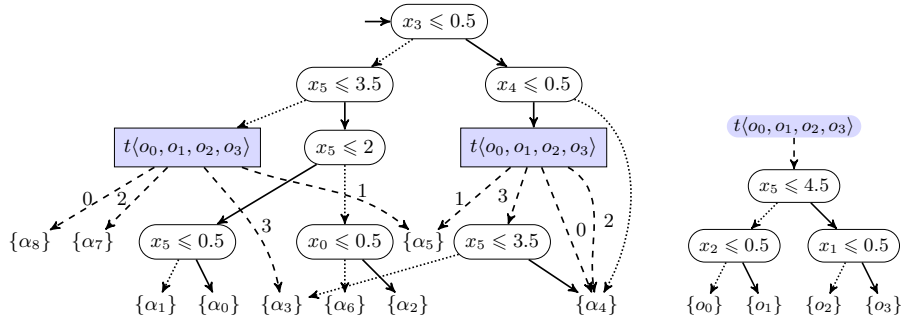 x₃ ⩽ 0.5
x₅ ⩽ 3.5
x₄ ⩽ 0.5
t⟨o₀, o₁, o₂, o₃⟩
x₅ ⩽ 2
t⟨o₀, o₁, o₂, o₃⟩
0
2
3
1
1
3
0
2
{α₈}
{α₇}
x₅ ⩽ 0.5
x₀ ⩽ 0.5
{α₅}
x₅ ⩽ 3.5
{α₁}
{α₀}
{α₃}
{α₆}
{α₂}
{α₄}
t⟨o₀, o₁, o₂, o₃⟩
x₅ ⩽ 4.5
x₂ ⩽ 0.5
x₁ ⩽ 0.5
{o₀}
{o₁}
{o₂}
{o₃}